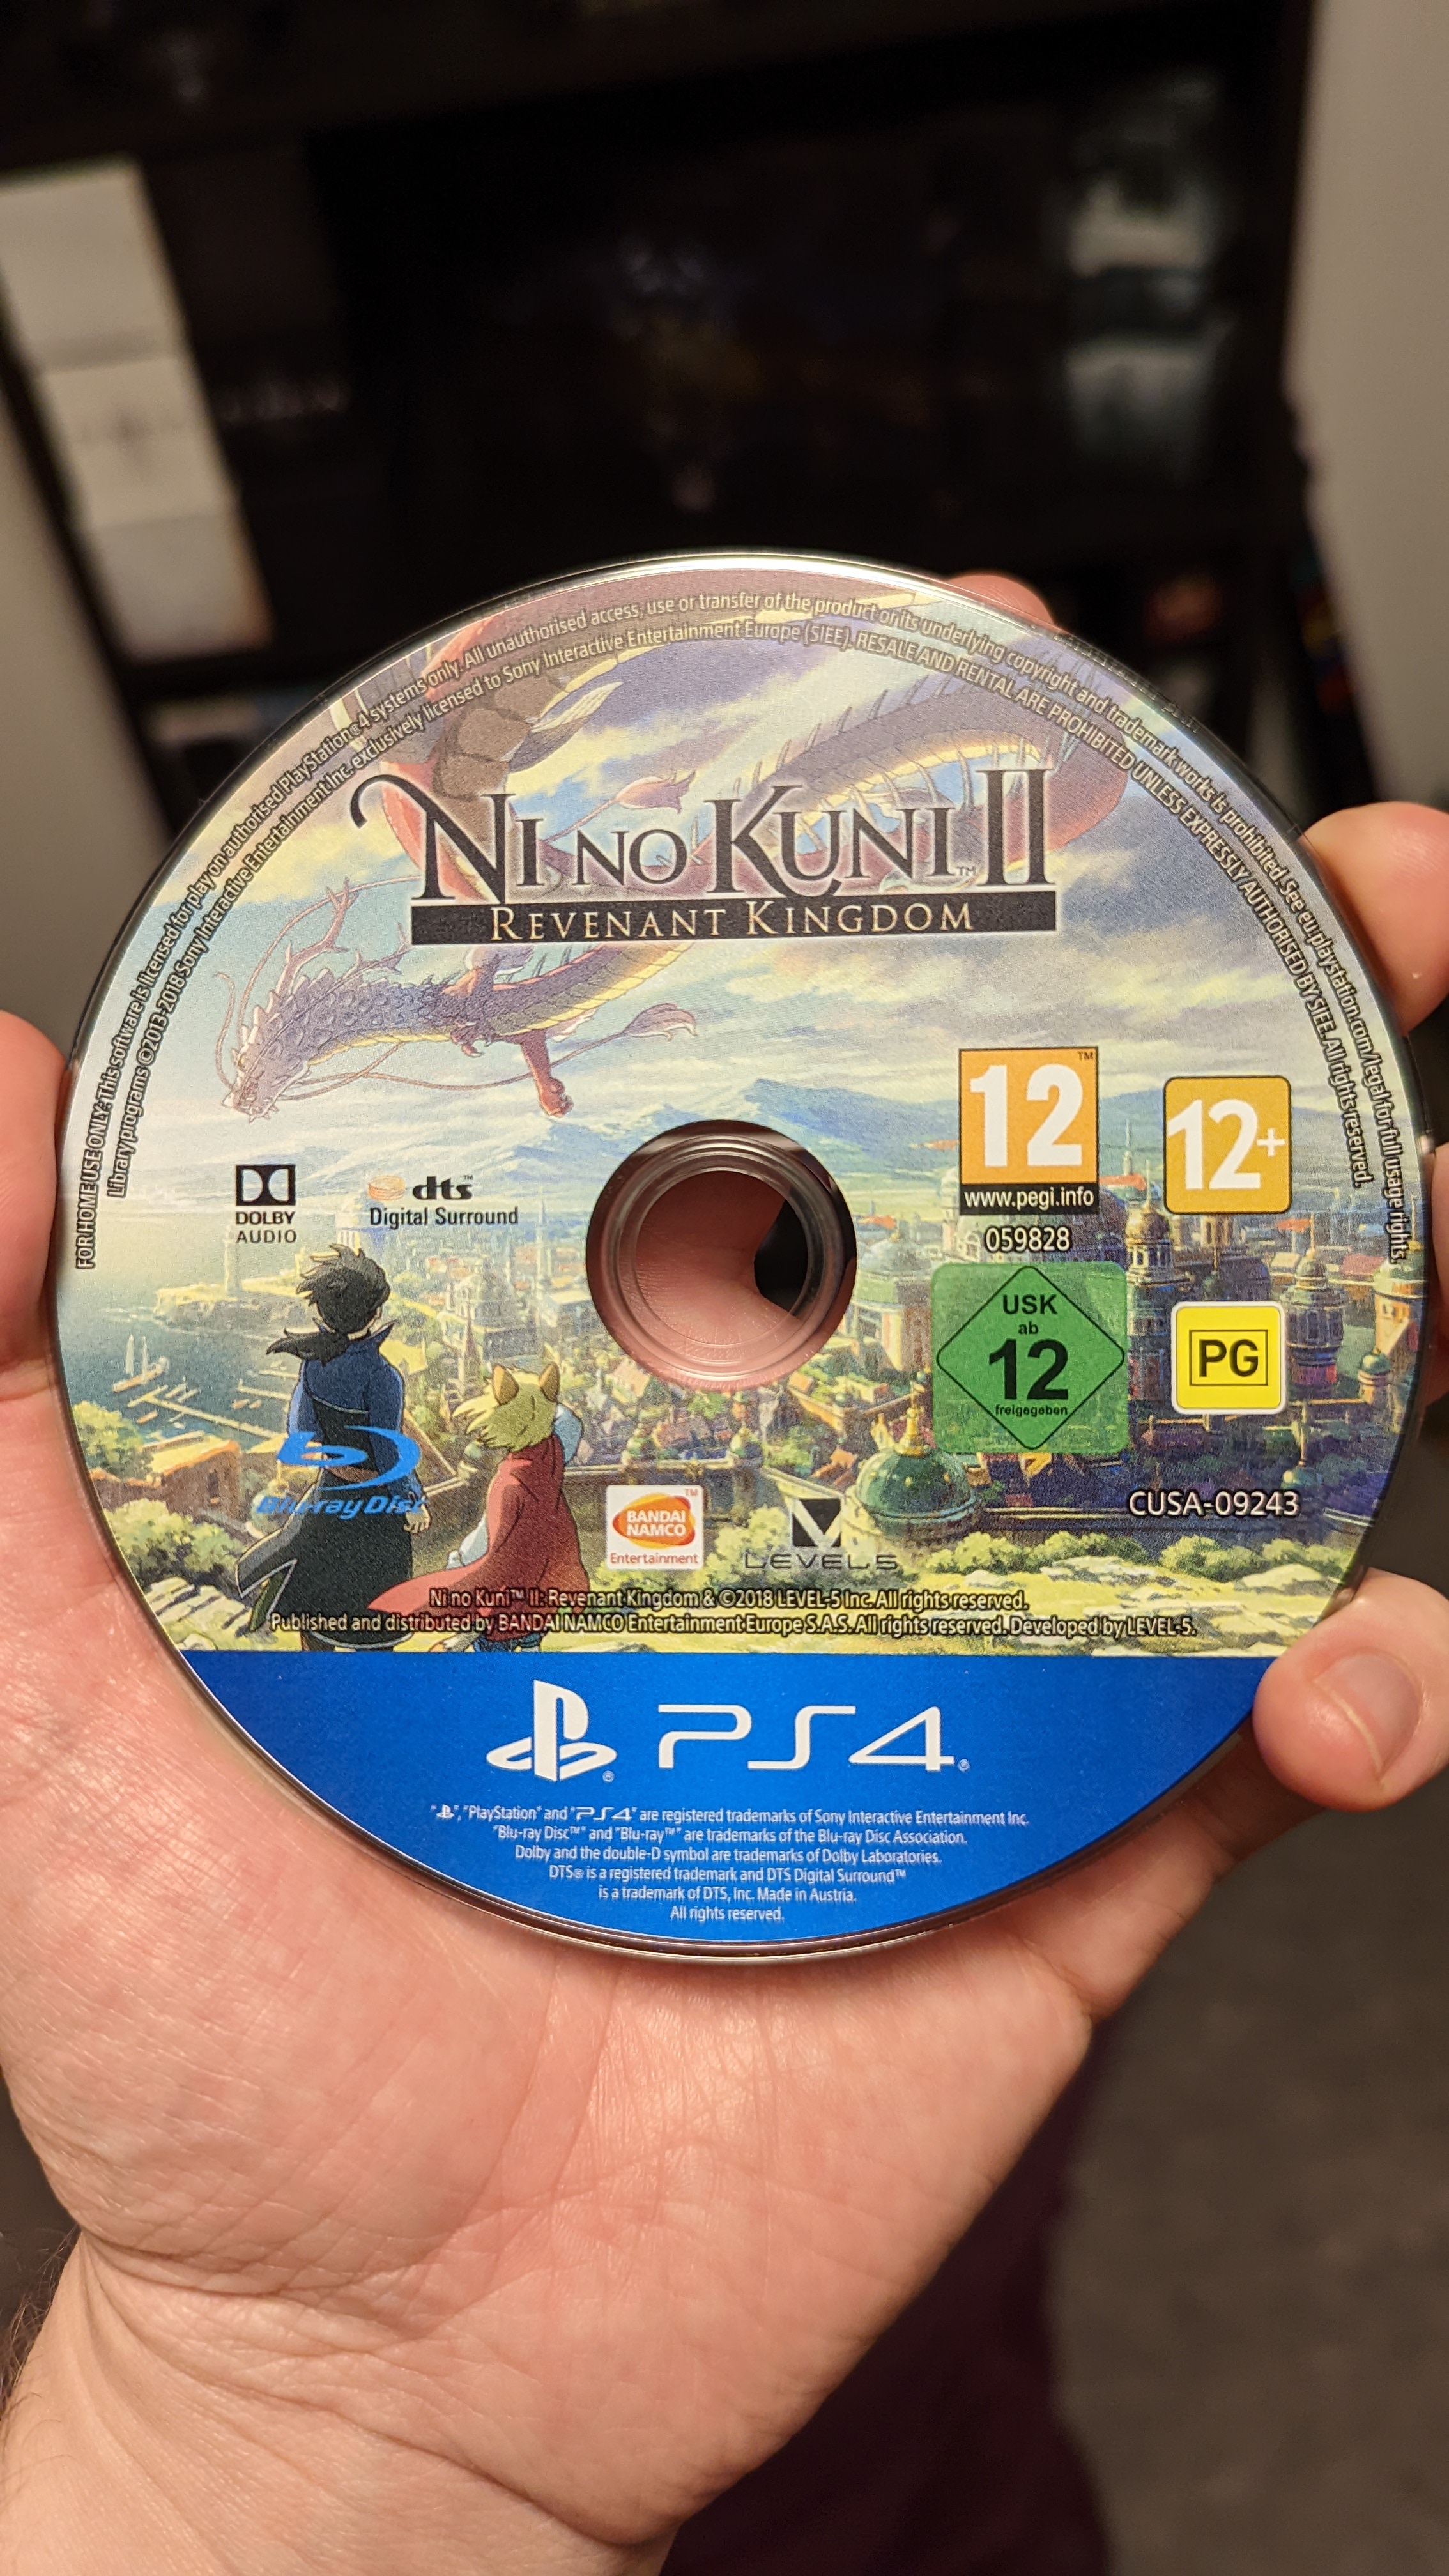 FOR HOME USE ONLY: This software is licensed for play on authorised PlayStation®4 systems only. All unauthorised access, use or transfer of the product or its underlying copyright and trademark works is prohibited. See eu.playstation.com/legal for full usage rights.
Library programs ©2013-2018 Sony Interactive Entertainment Inc. exclusively licensed to Sony Interactive Entertainment Europe (SIEE). RESALE AND RENTAL ARE PROHIBITED UNLESS EXPRESSLY AUTHORISED BY SIEE. All rights reserved.
NI NO KUNI™ II
REVENANT KINGDOM
12™
www.pegi.info
059828
12+
DOLBY
AUDIO
dts™
Digital Surround
USK
ab
12
freigegeben
PG
Blu-ray Disc
BANDAI
NAMCO
Entertainment
TM
LEVEL5
CUSA-09243
Ni no Kuni™ II: Revenant Kingdom & ©2018 LEVEL-5 Inc. All rights reserved.
Published and distributed by BANDAI NAMCO Entertainment Europe S.A.S. All rights reserved. Developed by LEVEL-5.
® PS4®
" ", "PlayStation" and "PS4" are registered trademarks of Sony Interactive Entertainment Inc.
"Blu-ray Disc™" and "Blu-ray™" are trademarks of the Blu-ray Disc Association.
Dolby and the double-D symbol are trademarks of Dolby Laboratories.
DTS® is a registered trademark and DTS Digital Surround™
is a trademark of DTS, Inc. Made in Austria.
All rights reserved.